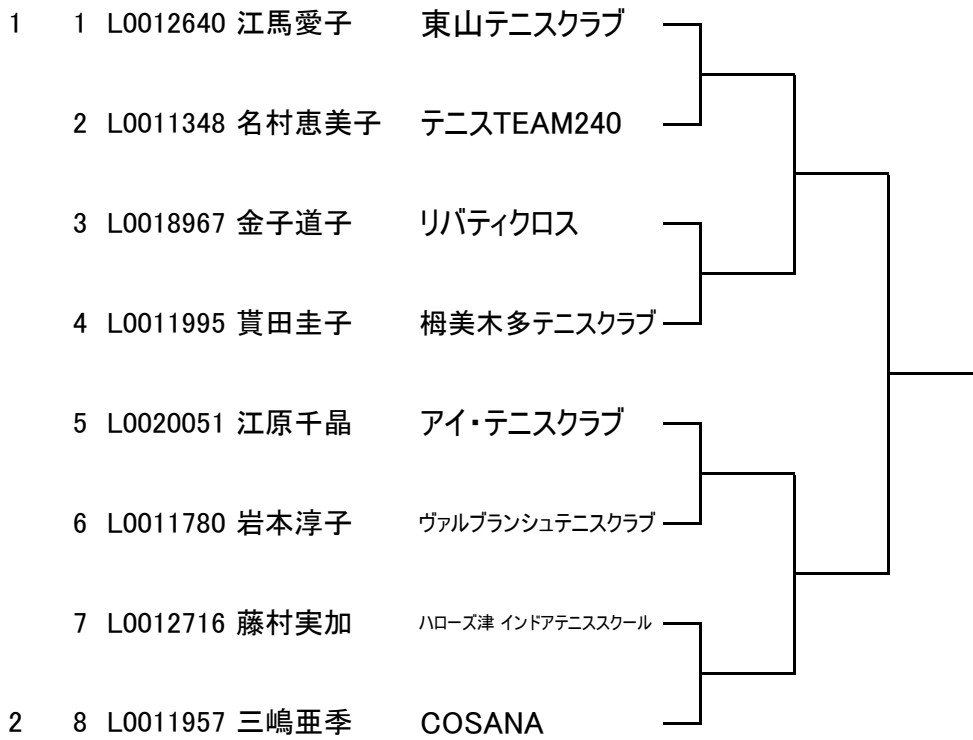 1 1 L0012640 江馬愛子 東山テニスクラブ
2 L0011348 名村恵美子 テニスTEAM240
3 L0018967 金子道子 リバティクロス
4 L0011995 貰田圭子 栂美木多テニスクラブ
5 L0020051 江原千晶 アイ・テニスクラブ
6 L0011780 岩本淳子 ヴァルブランシュテニスクラブ
7 L0012716 藤村実加 ハローズ津 インドアテニススクール
2 8 L0011957 三嶋亜季 COSANA